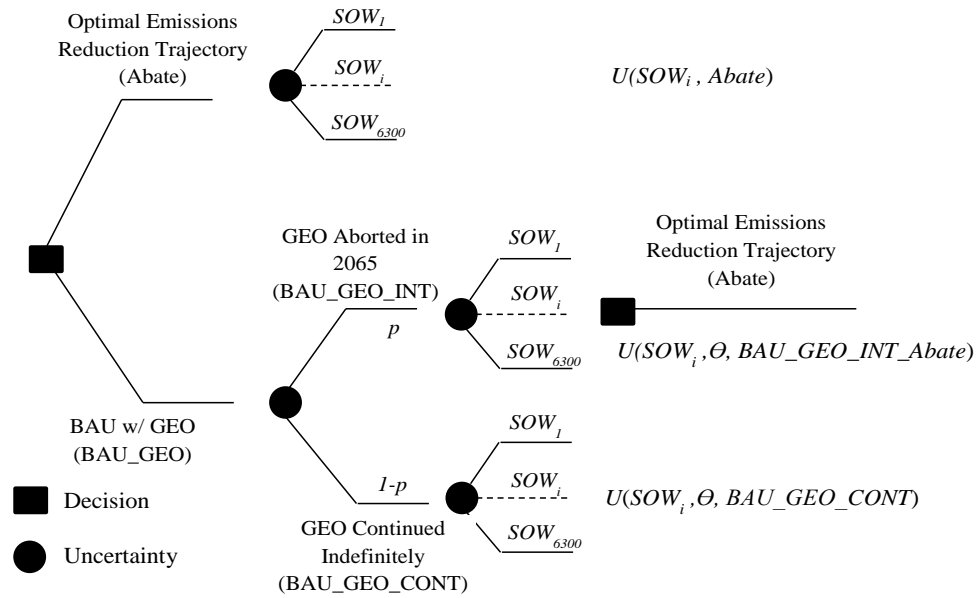 Optimal Emissions
Reduction Trajectory
(Abate)
SOW1
SOWi
SOW6300
U(SOWi , Abate)
GEO Aborted in
2065
(BAU_GEO_INT)
p
SOW1
SOWi
SOW6300
Optimal Emissions
Reduction Trajectory
(Abate)
U(SOWi ,Ө, BAU_GEO_INT_Abate)
BAU w/ GEO
(BAU_GEO)
1-p
GEO Continued
Indefinitely
(BAU_GEO_CONT)
SOW1
SOWi
SOW6300
U(SOWi ,Ө, BAU_GEO_CONT)
Decision
Uncertainty